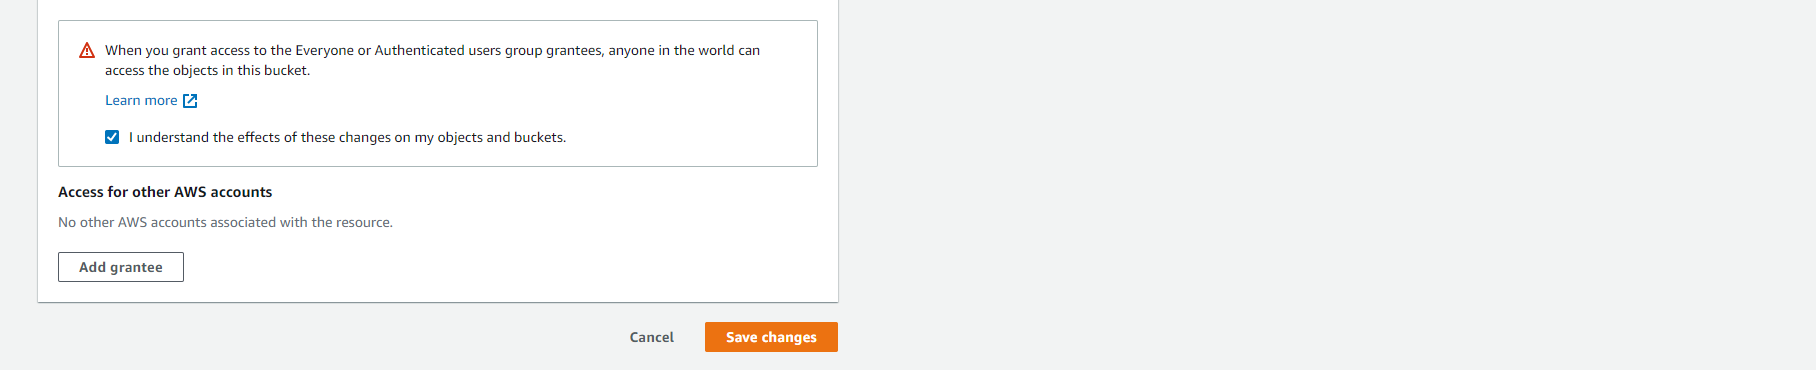 When you grant access to the Everyone or Authenticated users group grantees, anyone in the world can
access the objects in this bucket.
Learn more
I understand the effects of these changes on my objects and buckets.
Access for other AWS accounts
No other AWS accounts associated with the resource.
Add grantee
Cancel
Save changes